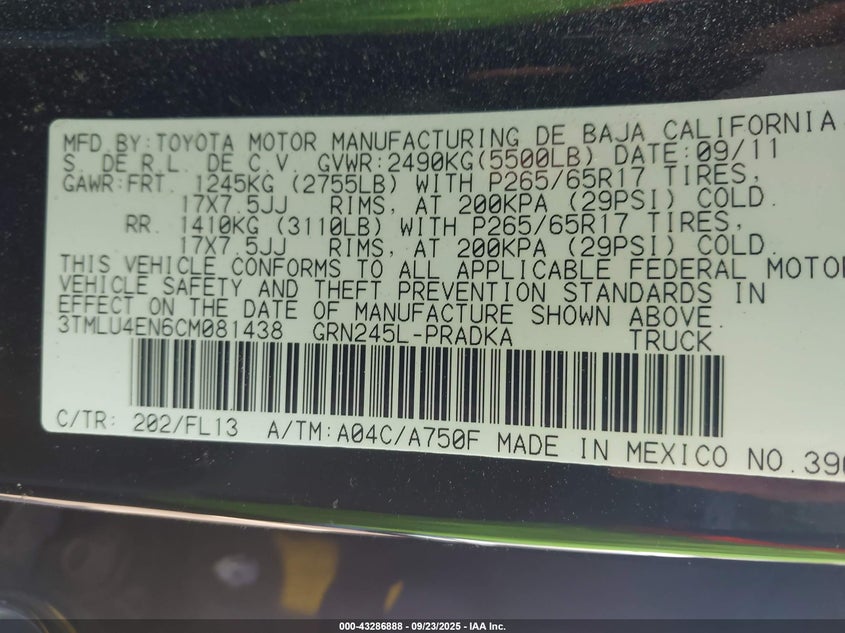 MFD.BY:TOYOTA MOTOR MANUFACTURING DE BAJA CALIFORNIA
S. DE R.L. DE C.V. GVWR:2490KG(5500LB) DATE:09/11
GAWR:FRT. 1245KG (2755LB) WITH P265/65R17 TIRES,
17X7.5JJ RIMS, AT 200KPA (29PSI) COLD.
RR. 1410KG (3110LB) WITH P265/65R17 TIRES,
17X7.5JJ RIMS, AT 200KPA (29PSI) COLD.
THIS VEHICLE CONFORMS TO ALL APPLICABLE FEDERAL MOTOR
VEHICLE SAFETY AND THEFT PREVENTION STANDARDS IN
EFFECT ON THE DATE OF MANUFACTURE SHOWN ABOVE.
3TMLU4EN6CM081438 GRN245L-PRADKA TRUCK
C/TR: 202/FL13 A/TM:A04C/A750F MADE IN MEXICO NO.390
000-43286888 - 09/23/2025 - IAA Inc.